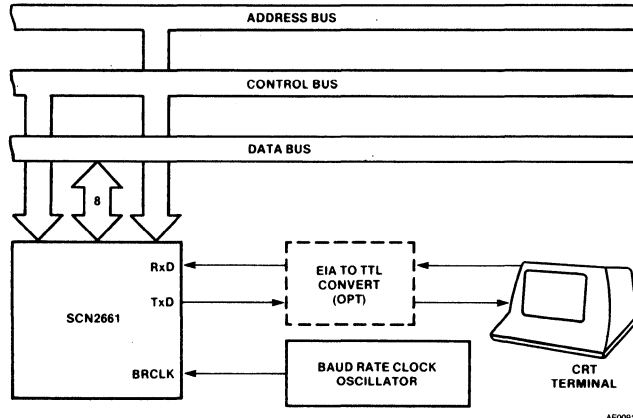 ADDRESS BUS
CONTROL BUS
DATA BUS
8
RxD
TxD
SCN2661
BRCLK
EIA TO TTL
CONVERT
(OPT)
BAUD RATE CLOCK
OSCILLATOR
CRT
TERMINAL